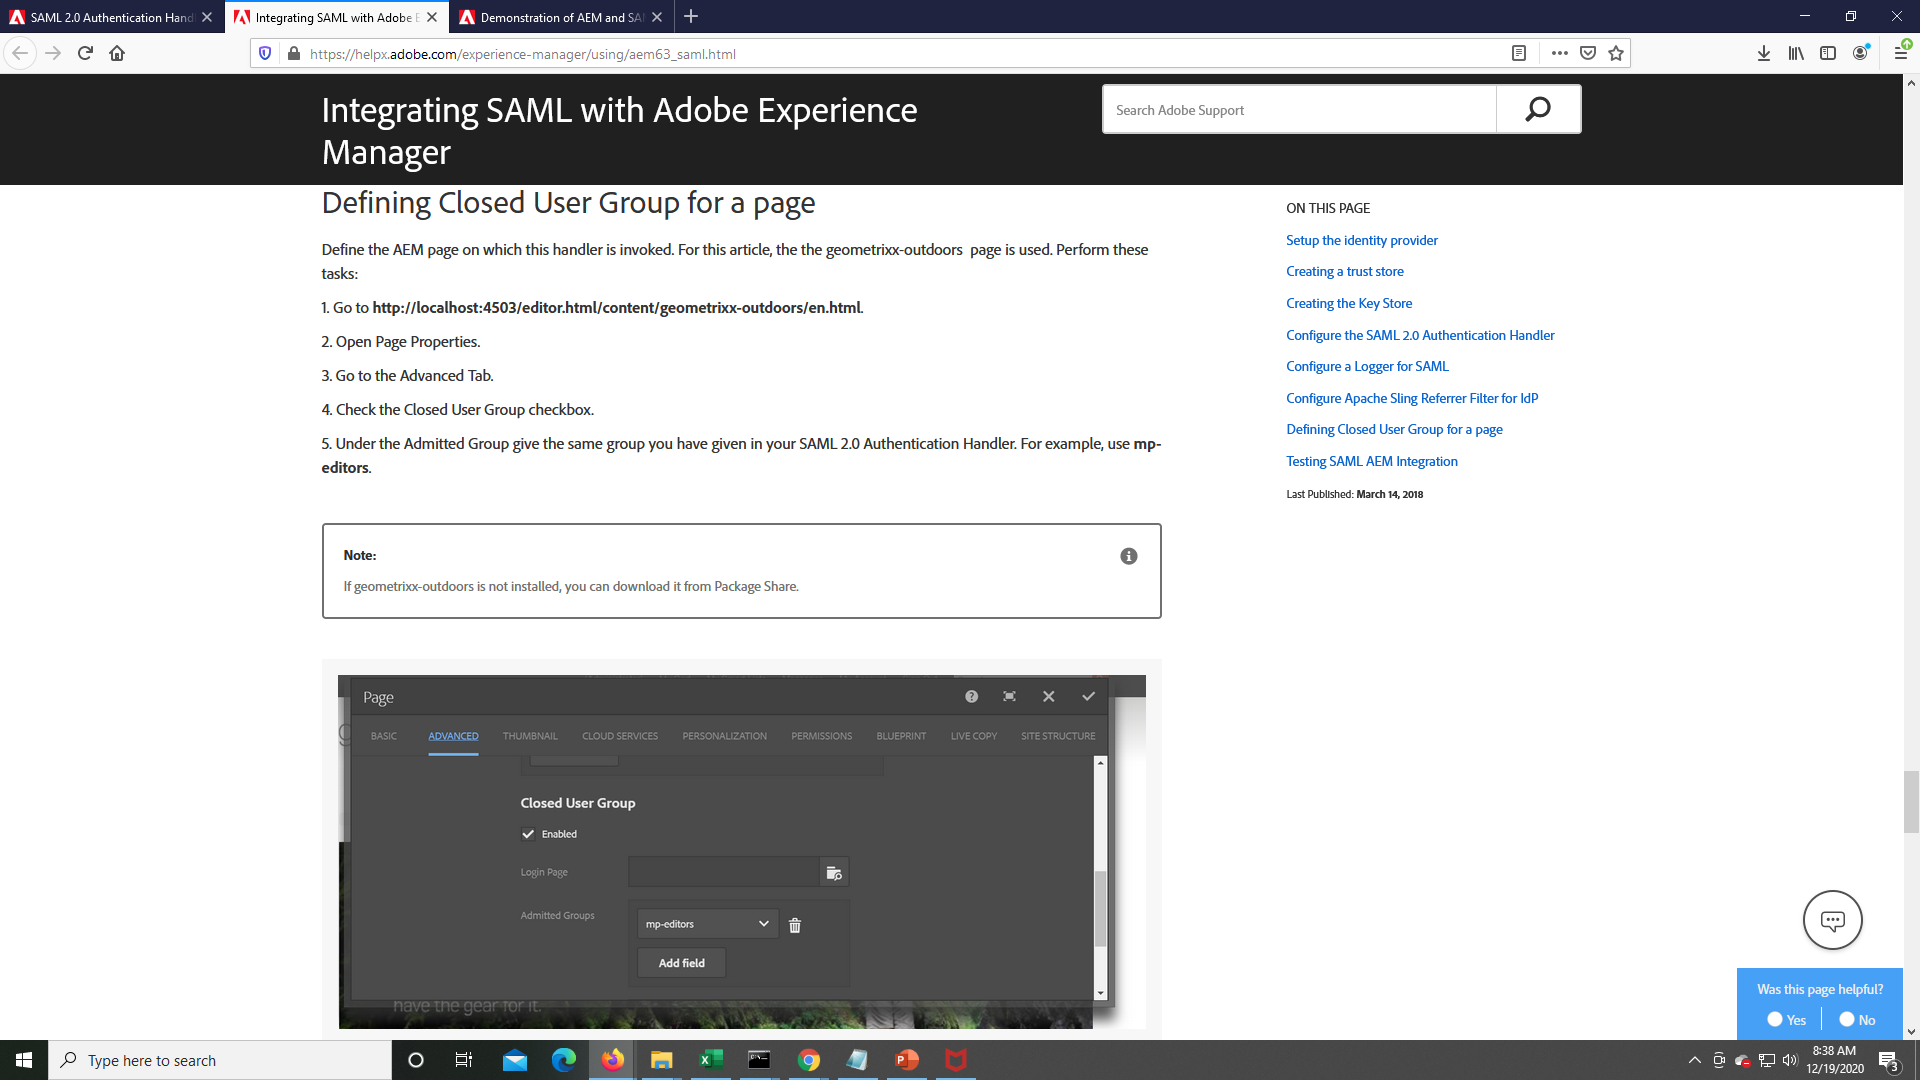 SAML 2.0 Authentication Hand
Integrating SAML with Adobe E
Demonstration of AEM and SA
https://helpx.adobe.com/experience-manager/using/aem63_saml.html
Integrating SAML with Adobe Experience
Manager
Search Adobe Support
Defining Closed User Group for a page
Define the AEM page on which this handler is invoked. For this article, the the geometrixx-outdoors  page is used. Perform these
tasks:
1. Go to http://localhost:4503/editor.html/content/geometrixx-outdoors/en.html.
2. Open Page Properties.
3. Go to the Advanced Tab.
4. Check the Closed User Group checkbox.
5. Under the Admitted Group give the same group you have given in your SAML 2.0 Authentication Handler. For example, use mp-
editors.
Note:
If geometrixx-outdoors is not installed, you can download it from Package Share.
Page
BASIC ADVANCED THUMBNAIL CLOUD SERVICES PERSONALIZATION PERMISSIONS BLUEPRINT LIVE COPY SITE STRUCTURE
Closed User Group
Enabled
Login Page
Admitted Groups
mp-editors
Add field
have the gear for it.
ON THIS PAGE
Setup the identity provider
Creating a trust store
Creating the Key Store
Configure the SAML 2.0 Authentication Handler
Configure a Logger for SAML
Configure Apache Sling Referrer Filter for IdP
Defining Closed User Group for a page
Testing SAML AEM Integration
Last Published: March 14, 2018
Was this page helpful?
Yes No
Type here to search
8:38 AM
12/19/2020
3